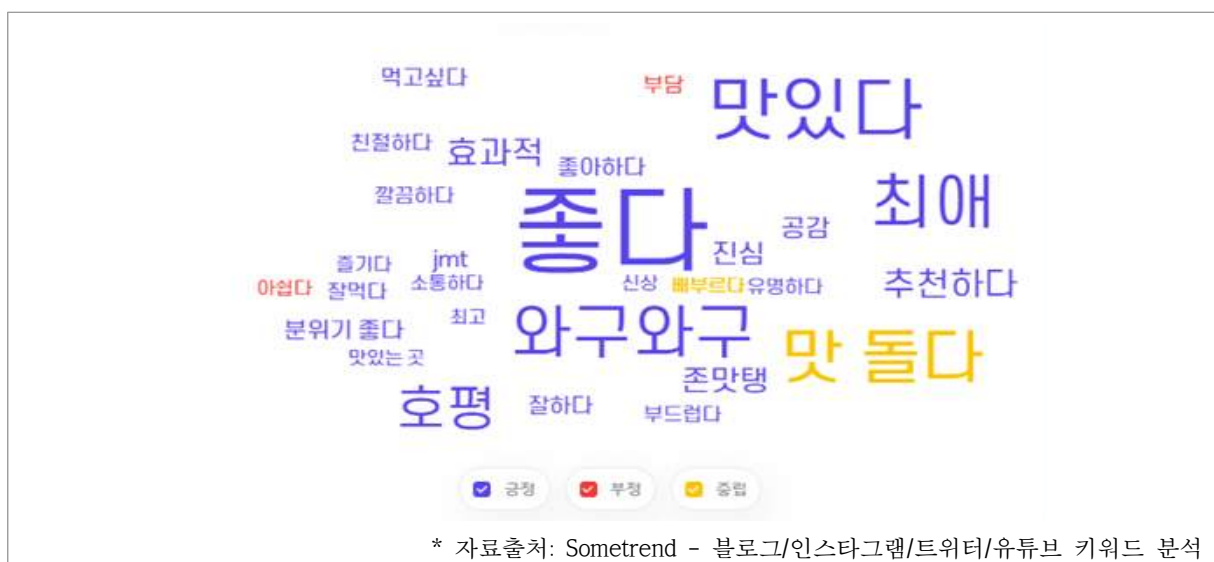 먹고싶다
부담
맛있다
친절하다
효과적
좋아하다
깔끔하다
좋다
최애
공감
진심
즐기다
jmt
아쉽다
잘먹다
소통하다
신상
배부르다
유명하다
추천하다
분위기 좋다
최고
와구와구
맛 돌다
맛있는 곳
존맛탱
호평
잘하다
부드럽다
긍정
부정
중립
* 자료출처: Sometrend - 블로그/인스타그램/트위터/유튜브 키워드 분석